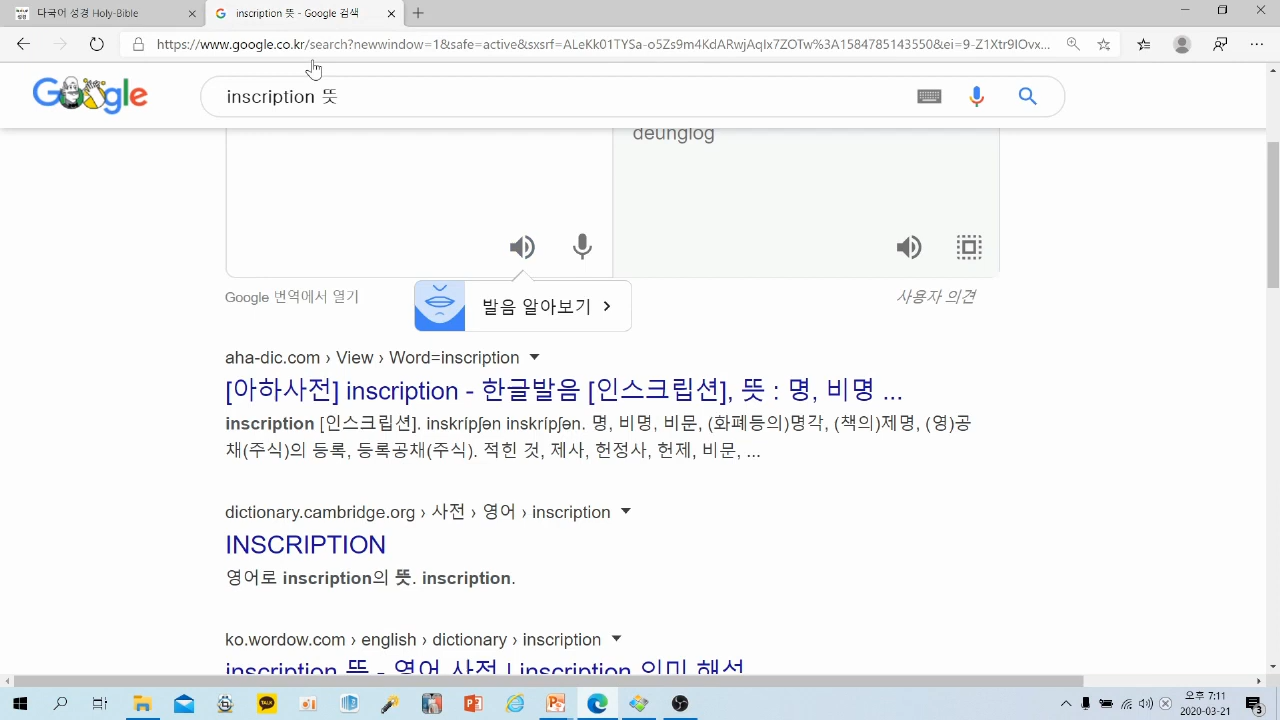 다국어 성경 Holy-Bible
inscription 뜻 - Google 검색
https://www.google.co.kr/search?newwindow=1&safe=active&sxsrf=ALeKk01TYSa-o5Zs9m4KdARwjAqIx7ZOTw%3A1584785143550&ei=9-Z1Xtr9IOvx...
Google
inscription 뜻
deunglog
Google 번역에서 열기
사용자 의견
발음 알아보기
aha-dic.com › View › Word=inscription
[아하사전] inscription - 한글발음 [인스크립션], 뜻 : 명, 비명 ...
inscription [인스크립션]. inskrípʃən inskrípʃən. 명, 비명, 비문, (화폐등의)명각, (책의)제명, (영)공
채(주식)의 등록, 등록공채(주식). 적힌 것, 제사, 헌정사, 헌제, 비문, ...
dictionary.cambridge.org › 사전 › 영어 › inscription
INSCRIPTION
영어로 inscription의 뜻. inscription.
ko.wordow.com › english › dictionary › inscription
inscription 뜻 - 영어 사전 | inscription 의미 해석
TALK
오후 7:11
2020-03-21
3